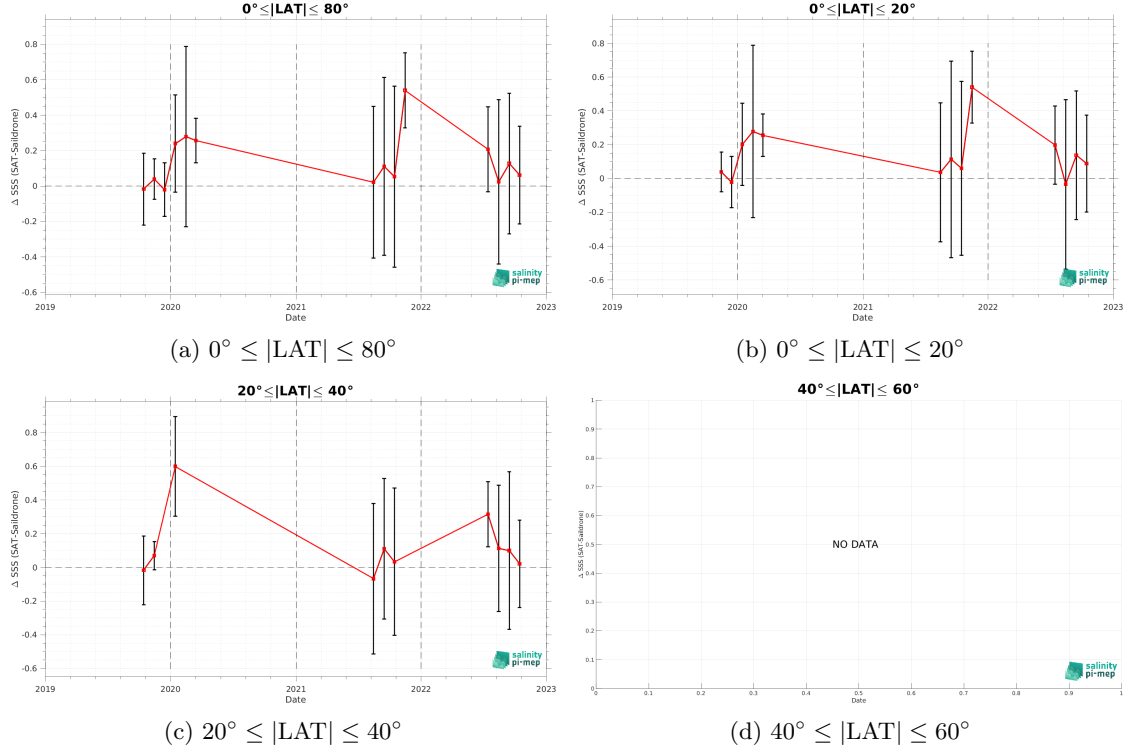 0°≤|LAT|≤ 80°
Δ SSS (SAT-Saildrone)
0.8
0.6
0.4
0.2
0
-0.2
-0.4
-0.6
2019
2020
2021
2022
2023
Date
salinity
pi-mep
(a) 0° ≤ |LAT| ≤ 80°
0°≤|LAT|≤ 20°
Δ SSS (SAT-Saildrone)
0.8
0.6
0.4
0.2
0
-0.2
-0.4
-0.6
2019
2020
2021
2022
2023
Date
salinity
pi-mep
(b) 0° ≤ |LAT| ≤ 20°
20°≤|LAT|≤ 40°
Δ SSS (SAT-Saildrone)
0.8
0.6
0.4
0.2
0
-0.2
-0.4
-0.6
2019
2020
2021
2022
2023
Date
salinity
pi-mep
(c) 20° ≤ |LAT| ≤ 40°
40°≤|LAT|≤ 60°
Δ SSS (SAT-Saildrone)
1
0.9
0.8
0.7
0.6
0.5
0.4
0.3
0.2
0.1
0
NO DATA
0
0.1
0.2
0.3
0.4
0.5
0.6
0.7
0.8
0.9
1
Date
salinity
pi-mep
(d) 40° ≤ |LAT| ≤ 60°